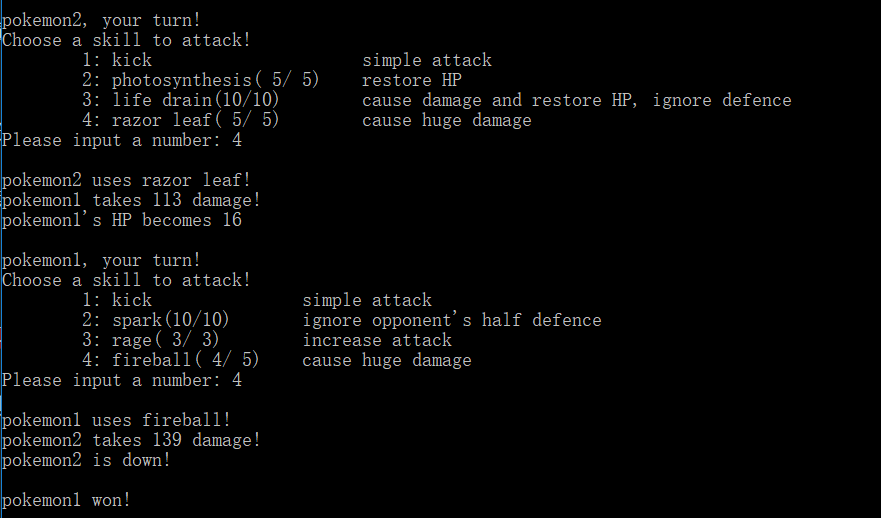 pokemon2, your turn!
Choose a skill to attack!
1: kick simple attack
2: photosynthesis( 5/ 5) restore HP
3: life drain(10/10) cause damage and restore HP, ignore defence
4: razor leaf( 5/ 5) cause huge damage
Please input a number: 4
pokemon2 uses razor leaf!
pokemon1 takes 113 damage!
pokemon1's HP becomes 16
pokemon1, your turn!
Choose a skill to attack!
1: kick simple attack
2: spark(10/10) ignore opponent's half defence
3: rage( 3/ 3) increase attack
4: fireball( 4/ 5) cause huge damage
Please input a number: 4
pokemon1 uses fireball!
pokemon2 takes 139 damage!
pokemon2 is down!
pokemon1 won!